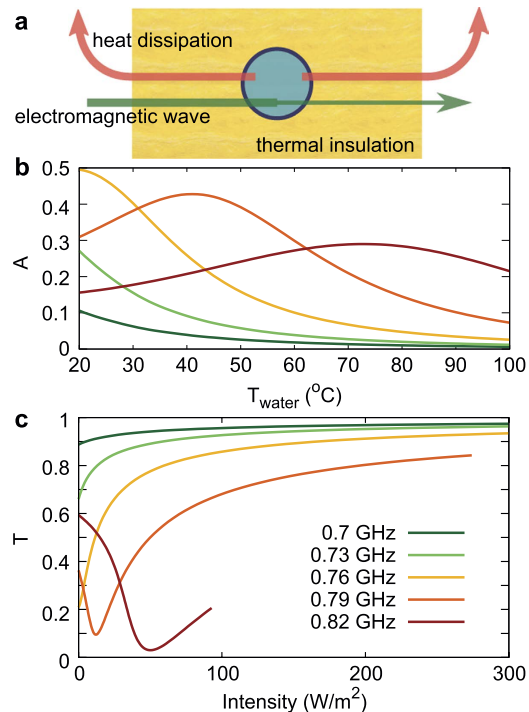 a
heat dissipation
electromagnetic wave
thermal insulation
b
0.5
0.4
0.3
0.2
0.1
0
A
20 30 40 50 60 70 80 90 100
T_water (°C)
c
1
0.8
0.6
0.4
0.2
0
T
0.7 GHz
0.73 GHz
0.76 GHz
0.79 GHz
0.82 GHz
0 100 200 300
Intensity (W/m²)